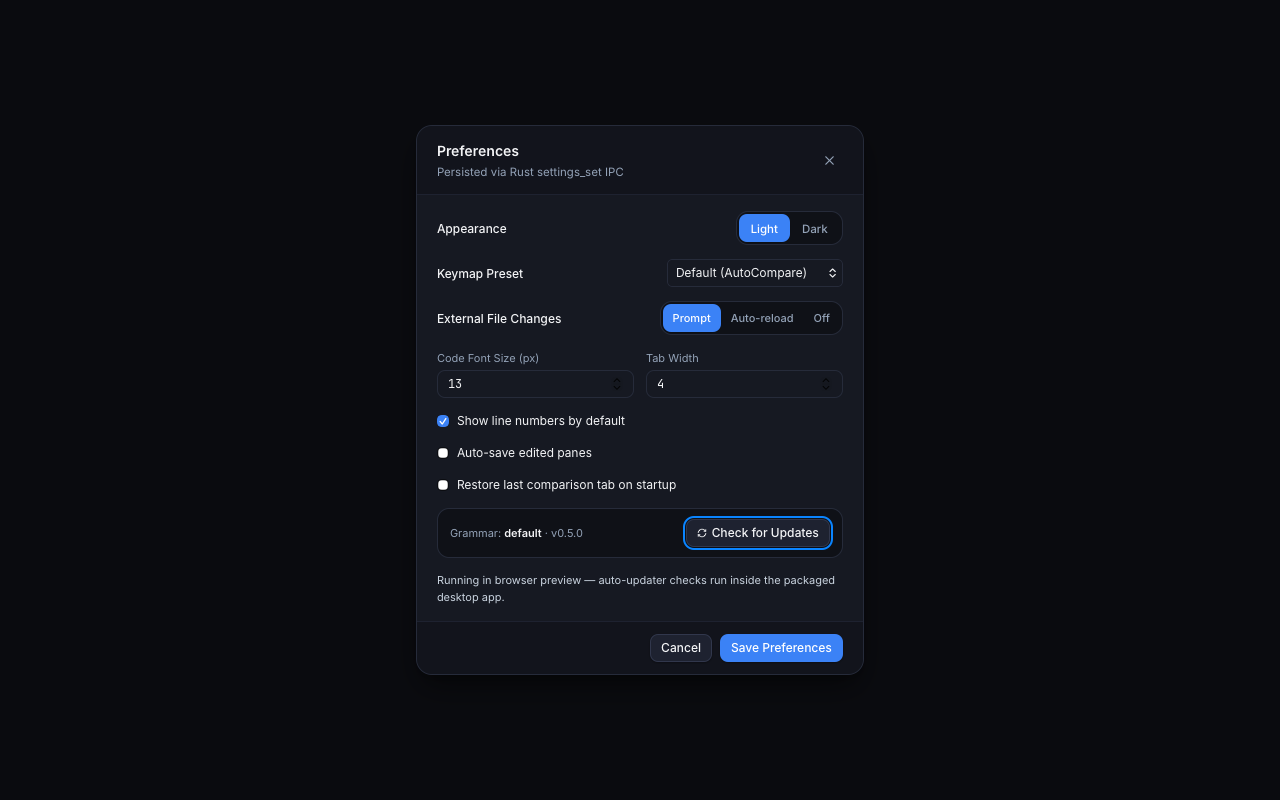 Preferences
Persisted via Rust settings_set IPC
Appearance
Light
Dark
Keymap Preset
Default (AutoCompare)
External File Changes
Prompt
Auto-reload
Off
Code Font Size (px)
Tab Width
13
4
Show line numbers by default
Auto-save edited panes
Restore last comparison tab on startup
Grammar: default · v0.5.0
Check for Updates
Running in browser preview — auto-updater checks run inside the packaged
desktop app.
Cancel
Save Preferences